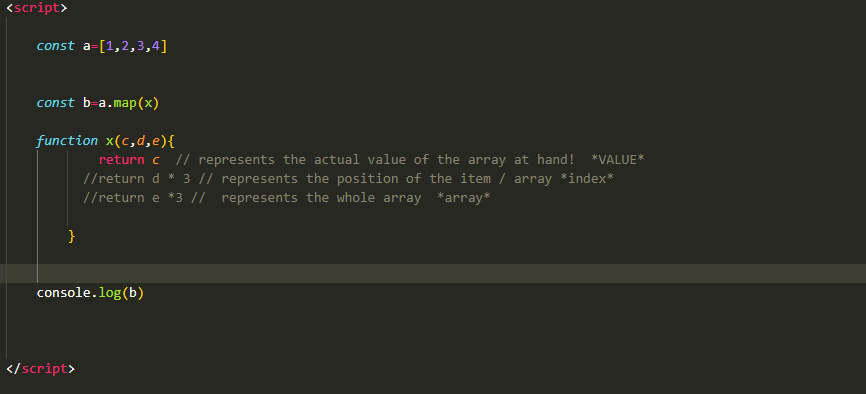 <script>
const a=[1,2,3,4]
const b=a.map(x)
function x(c,d,e){
return c // represents the actual value of the array at hand! *VALUE*
//return d * 3 // represents the position of the item / array *index*
//return e *3 // represents the whole array *array*
}
console.log(b)
</script>